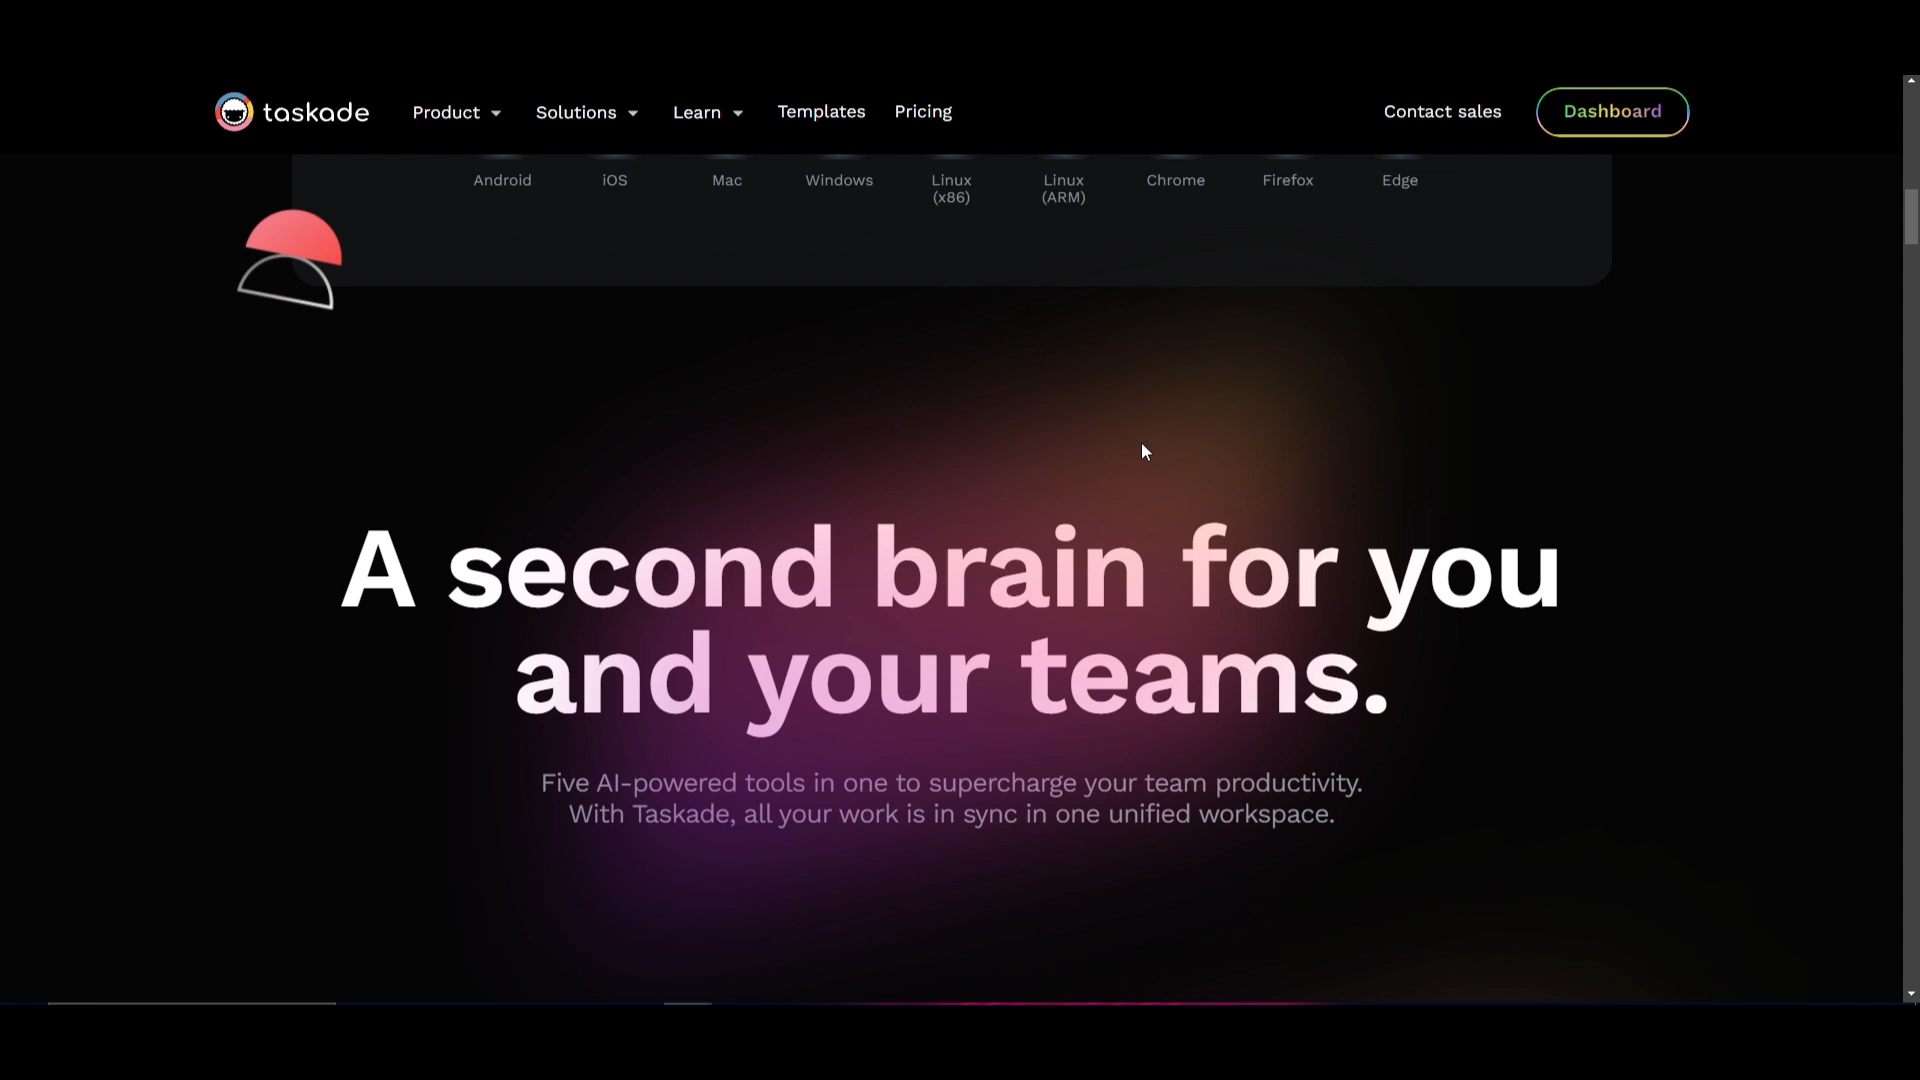 taskade Product Solutions Learn Templates Pricing Contact sales Dashboard
Android iOS Mac Windows Linux (x86) Linux (ARM) Chrome Firefox Edge
A second brain for you
and your teams.
Five AI-powered tools in one to supercharge your team productivity.
With Taskade, all your work is in sync in one unified workspace.